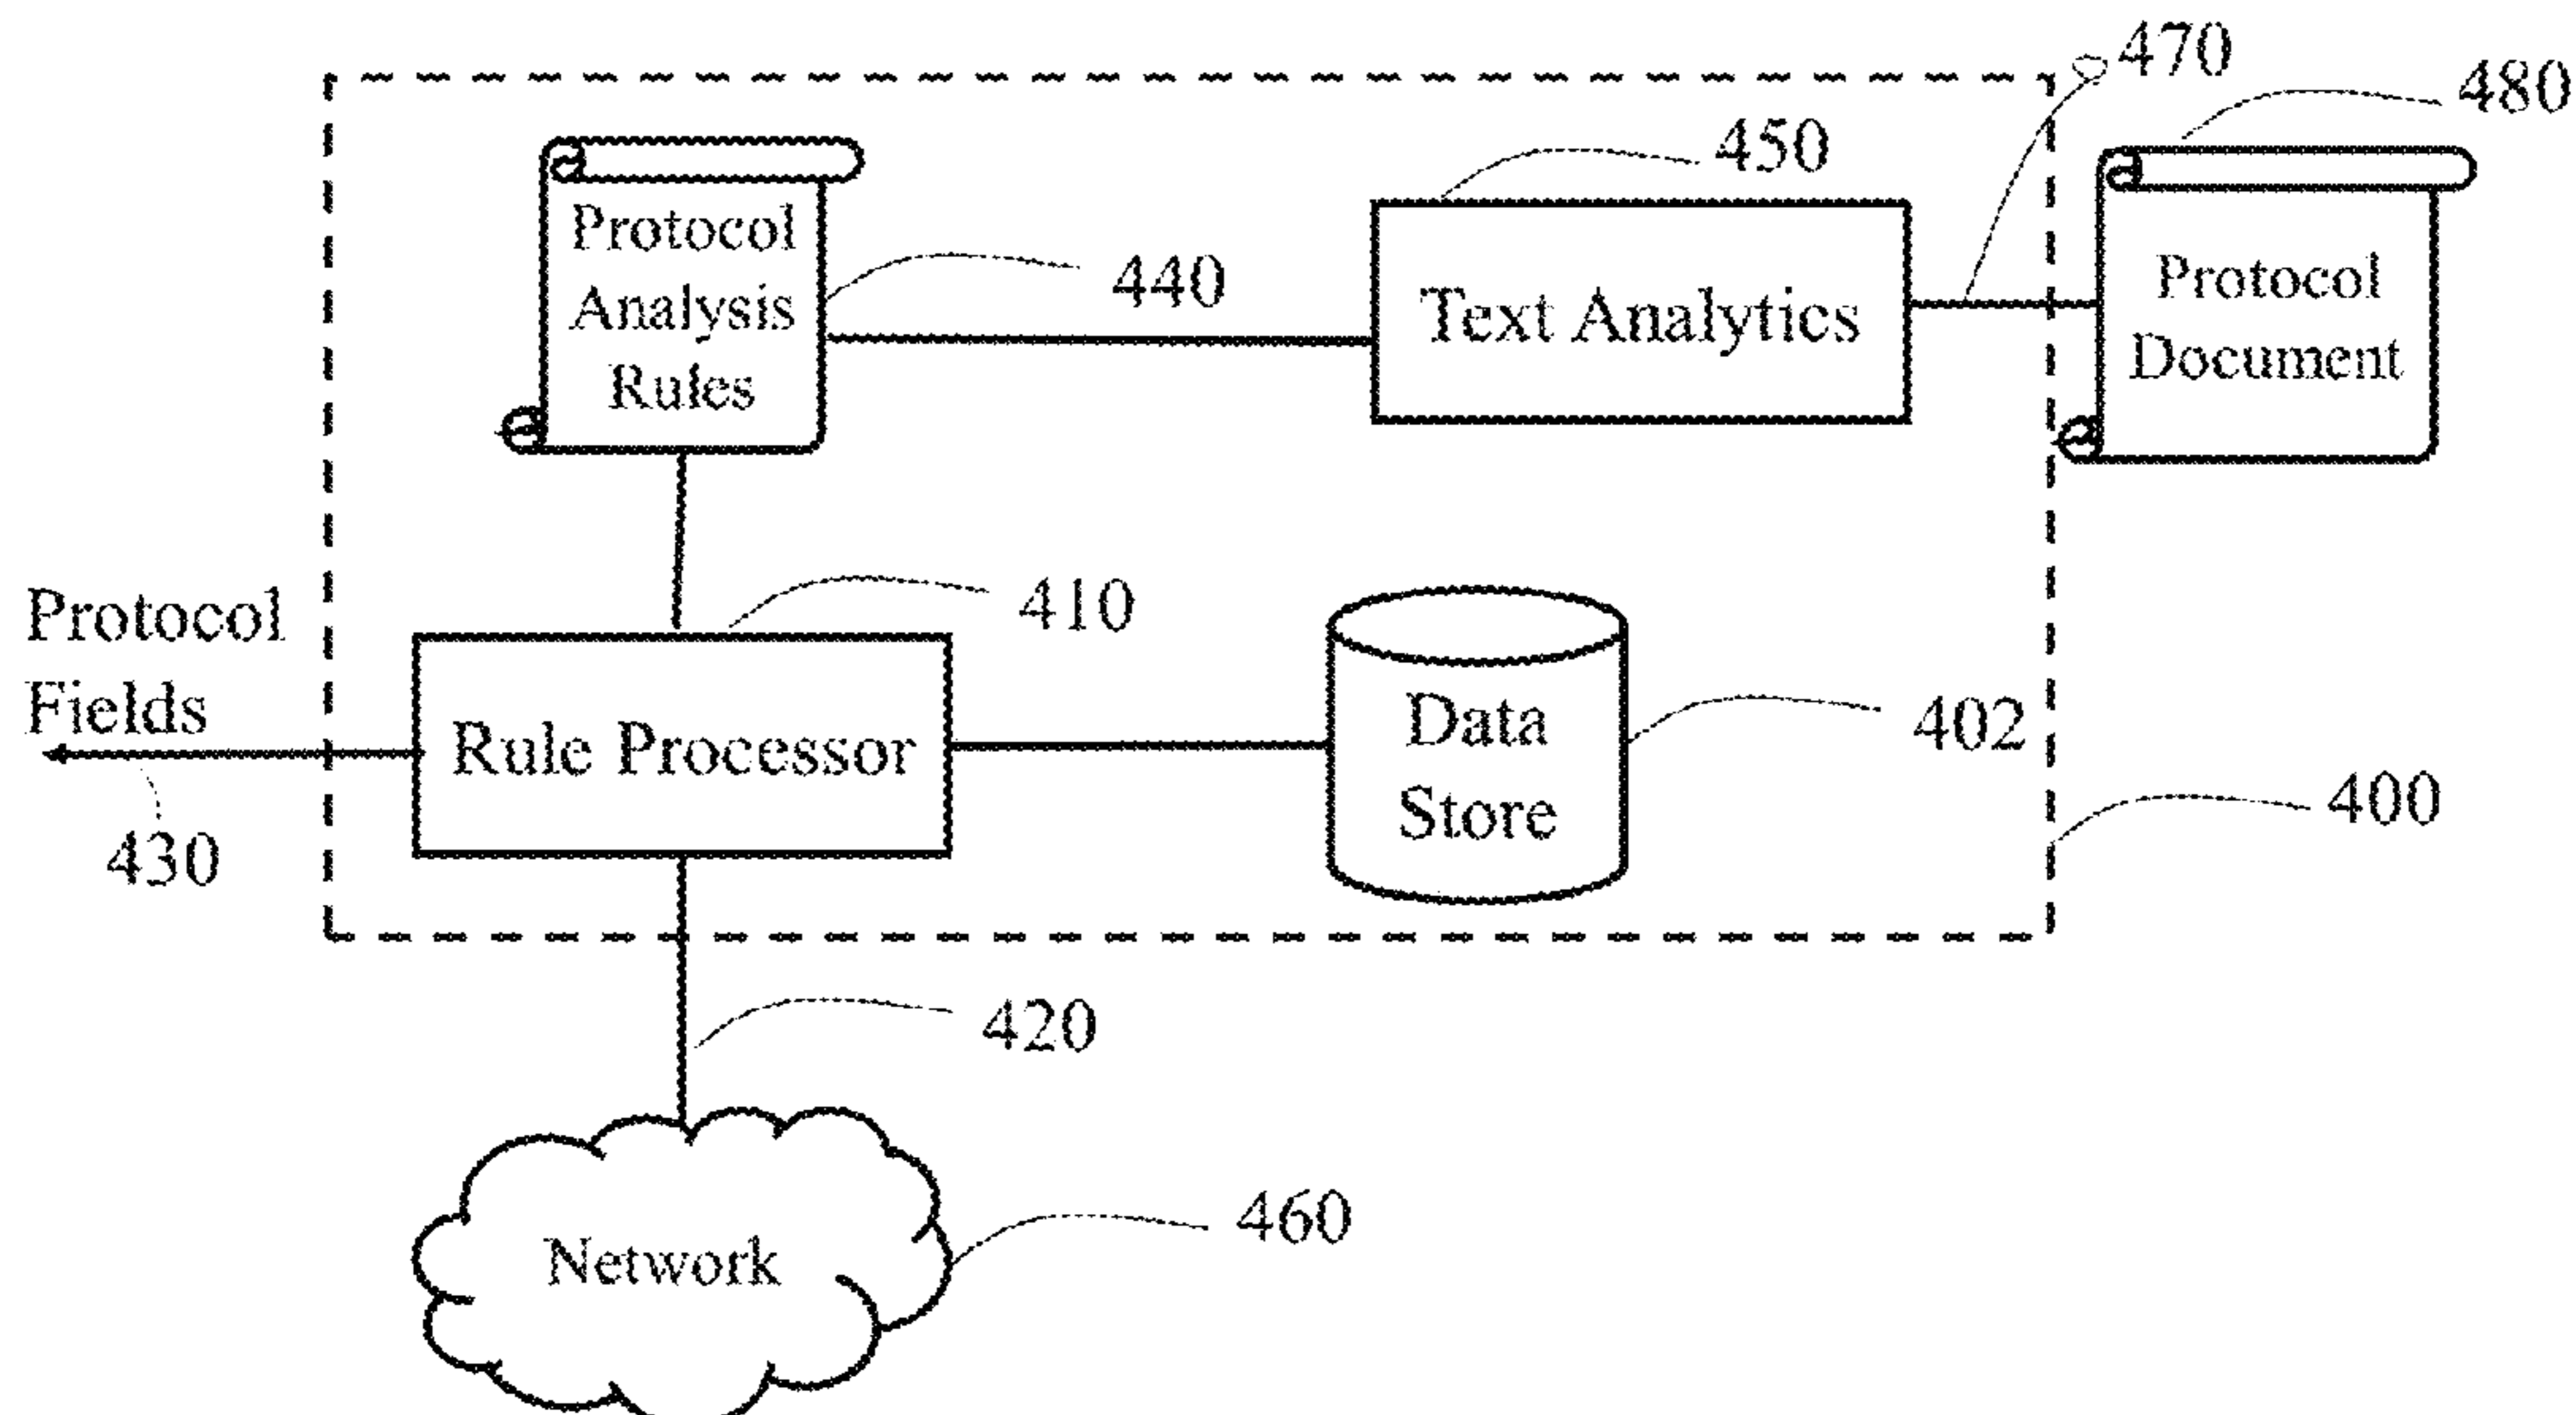 470
480
450
Protocol
Analysis
Rules
440
Text Analytics
Protocol
Document
410
Protocol
Fields
Rule Processor
Data
Store
402
400
430
420
460
Network